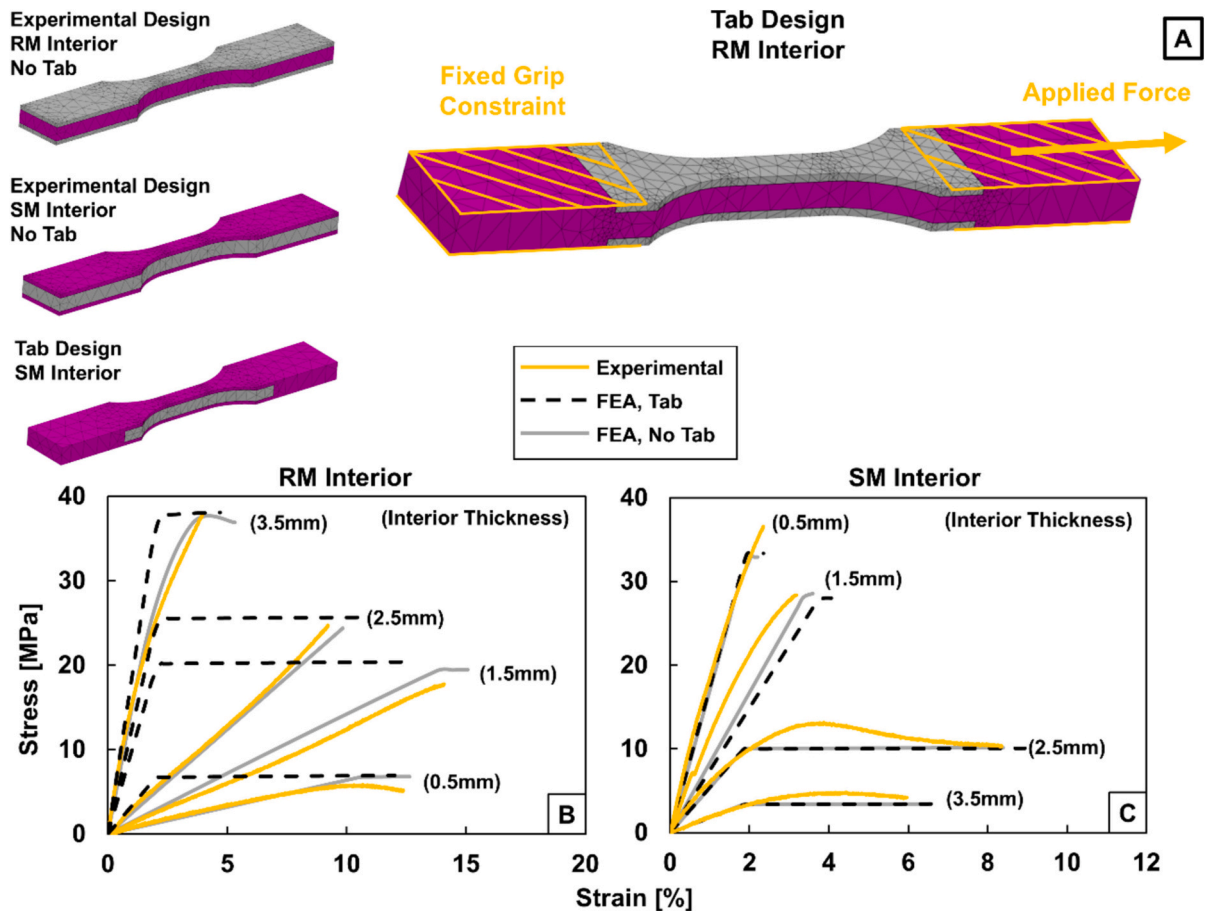 Experimental Design
RM Interior
No Tab
Tab Design
RM Interior
A
Fixed Grip
Constraint
Applied Force
Experimental Design
SM Interior
No Tab
Tab Design
SM Interior
Experimental
FEA, Tab
FEA, No Tab
RM Interior
(Interior Thickness)
(3.5mm)
(2.5mm)
(1.5mm)
(0.5mm)
B
40
30
20
10
0
0
5
10
15
20
Stress [MPa]
SM Interior
(Interior Thickness)
(0.5mm)
(1.5mm)
(2.5mm)
(3.5mm)
C
40
30
20
10
0
0
2
4
6
8
10
12
Strain [%]